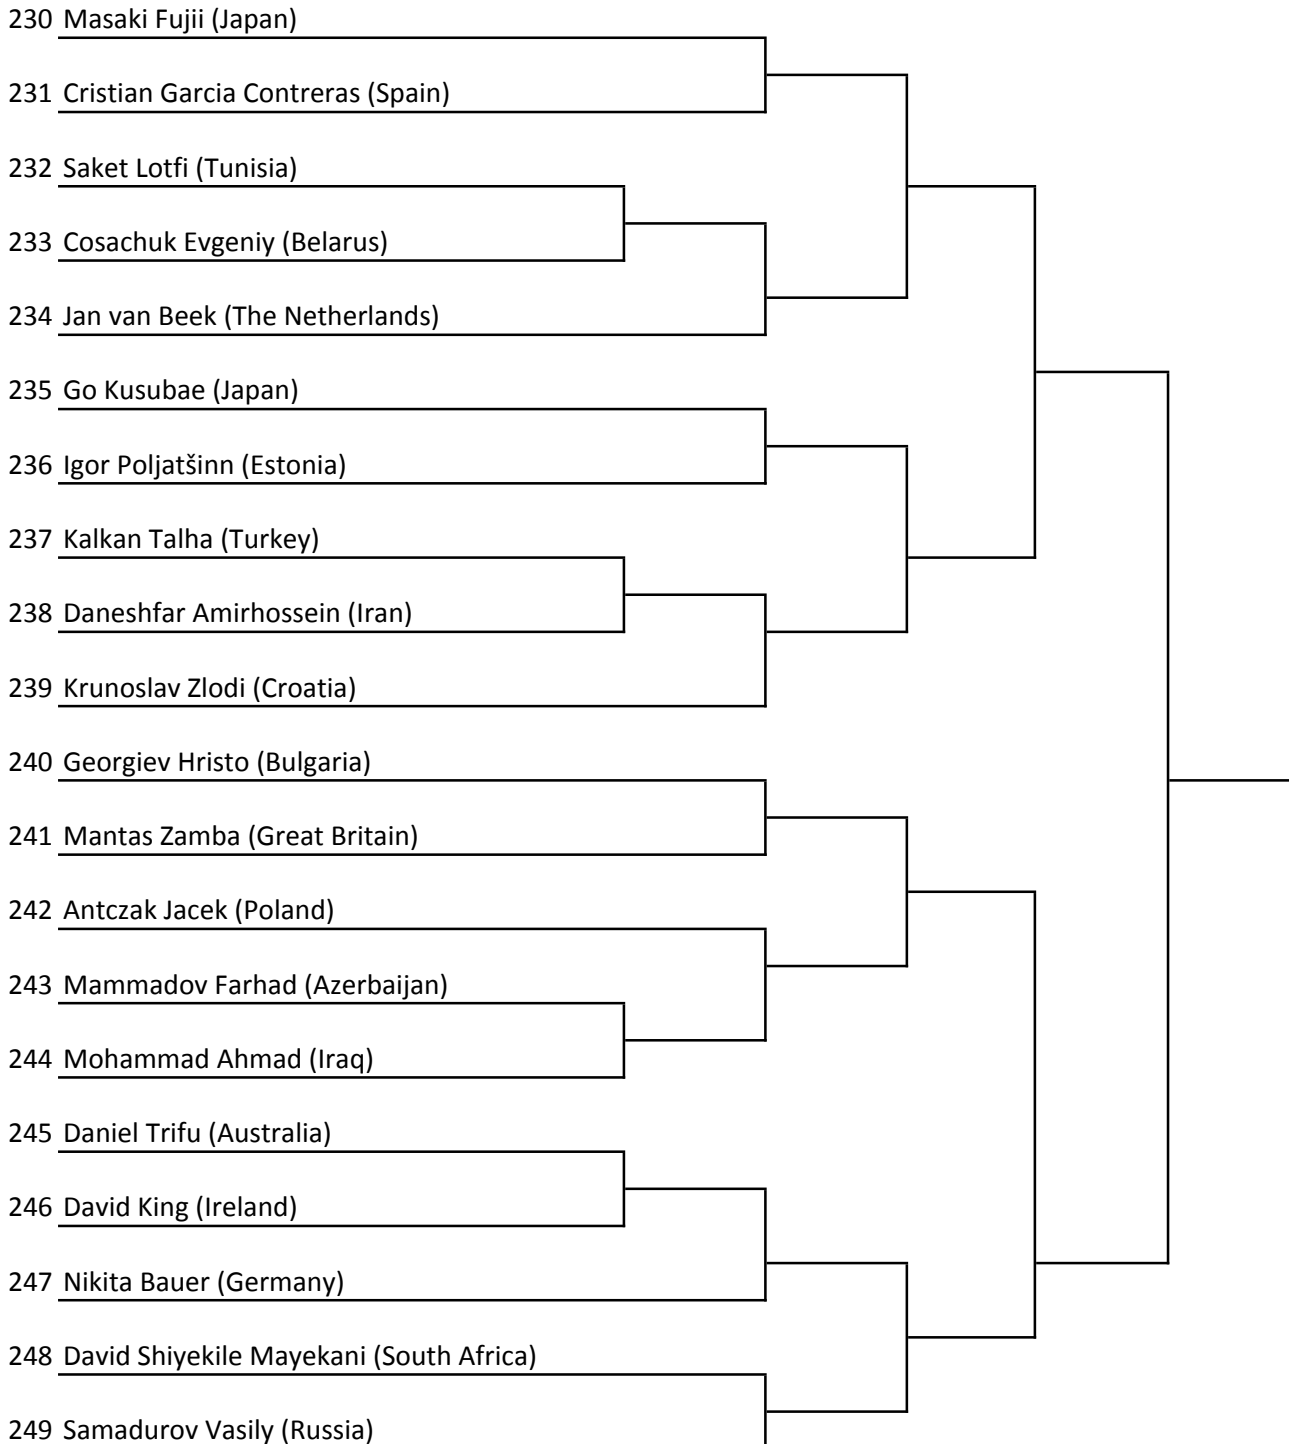 230 Masaki Fujii (Japan)
231 Cristian Garcia Contreras (Spain)
232 Saket Lotfi (Tunisia)
233 Cosachuk Evgeniy (Belarus)
234 Jan van Beek (The Netherlands)
235 Go Kusubae (Japan)
236 Igor Poljatšinn (Estonia)
237 Kalkan Talha (Turkey)
238 Daneshfar Amirhossein (Iran)
239 Krunoslav Zlodi (Croatia)
240 Georgiev Hristo (Bulgaria)
241 Mantas Zamba (Great Britain)
242 Antczak Jacek (Poland)
243 Mammadov Farhad (Azerbaijan)
244 Mohammad Ahmad (Iraq)
245 Daniel Trifu (Australia)
246 David King (Ireland)
247 Nikita Bauer (Germany)
248 David Shiyekile Mayekani (South Africa)
249 Samadurov Vasily (Russia)